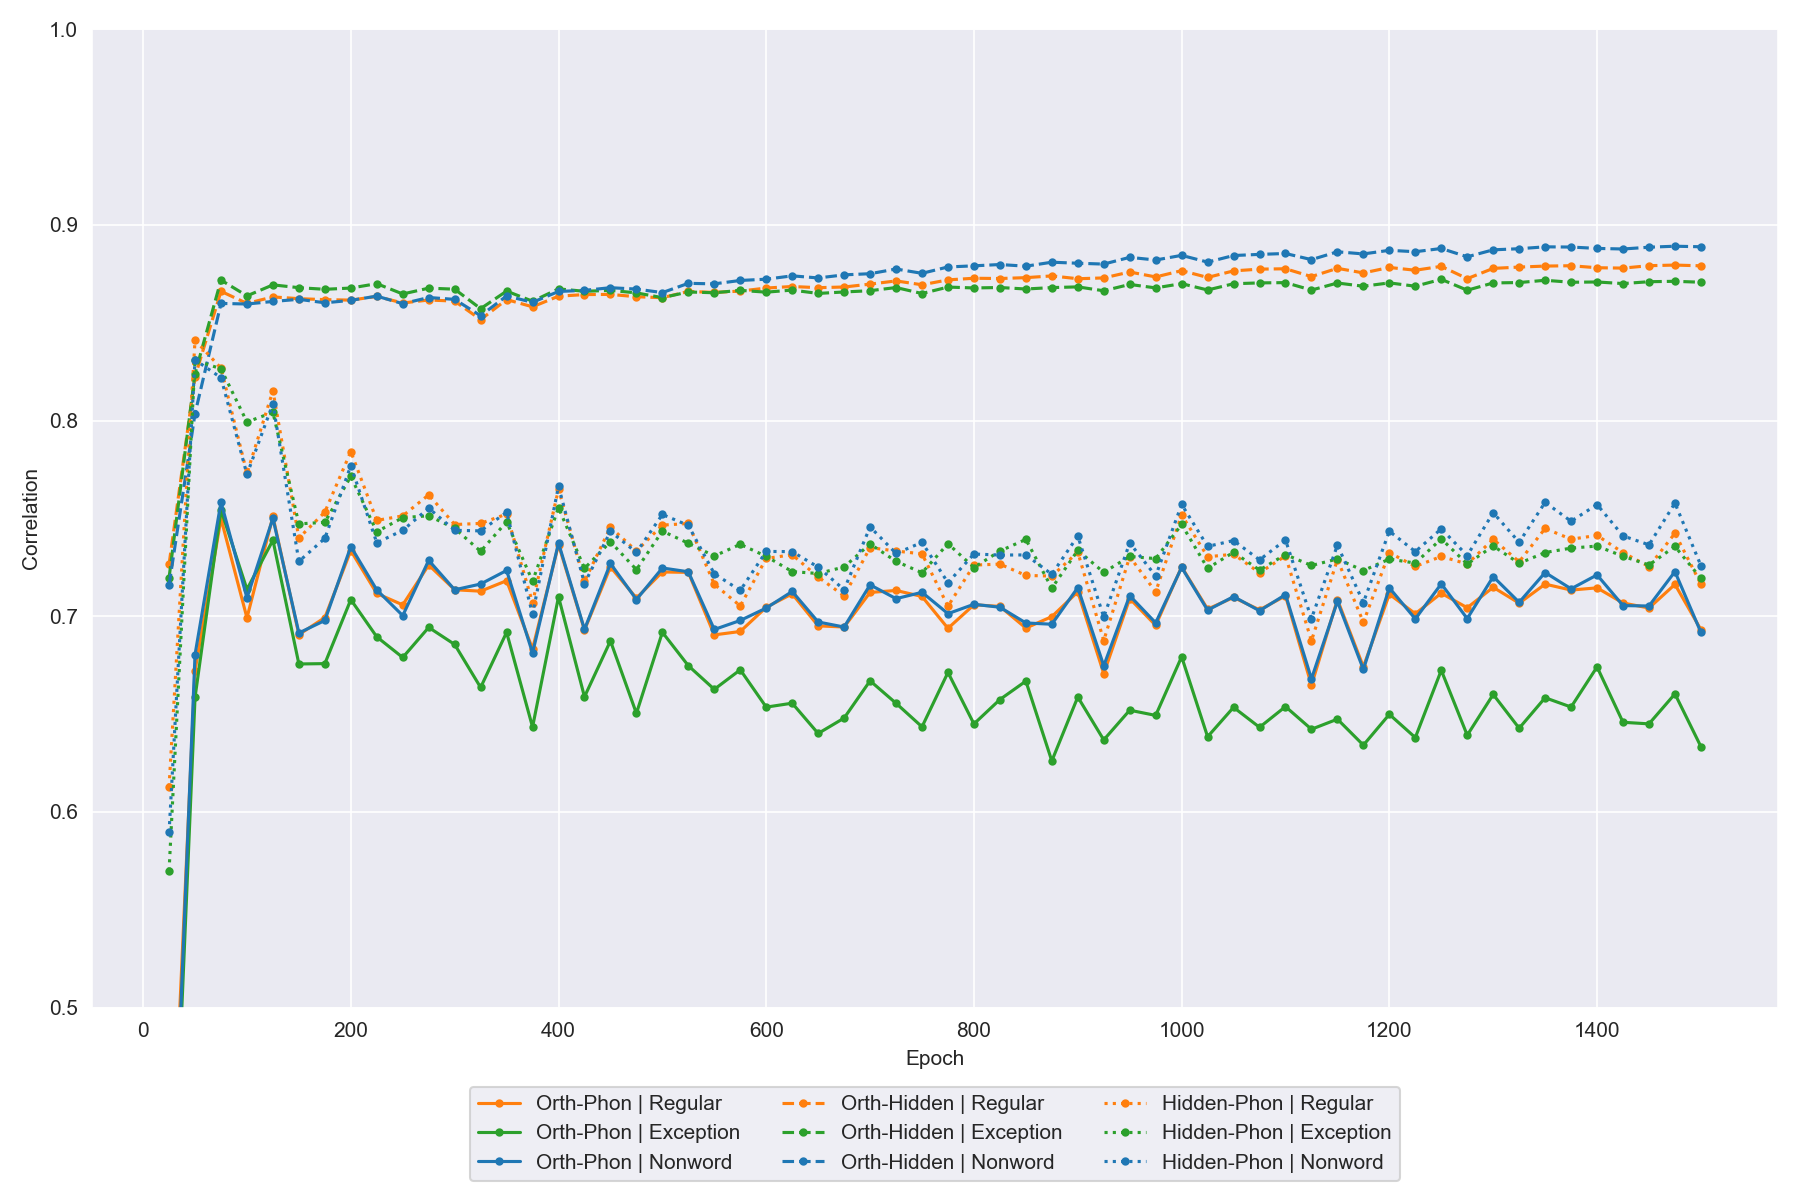 1.0
0.9
0.8
0.7
0.6
0.5
Correlation
0 200 400 600 800 1000 1200 1400
Epoch
Orth-Phon | Regular Orth-Hidden | Regular Hidden-Phon | Regular
Orth-Phon | Exception Orth-Hidden | Exception Hidden-Phon | Exception
Orth-Phon | Nonword Orth-Hidden | Nonword Hidden-Phon | Nonword